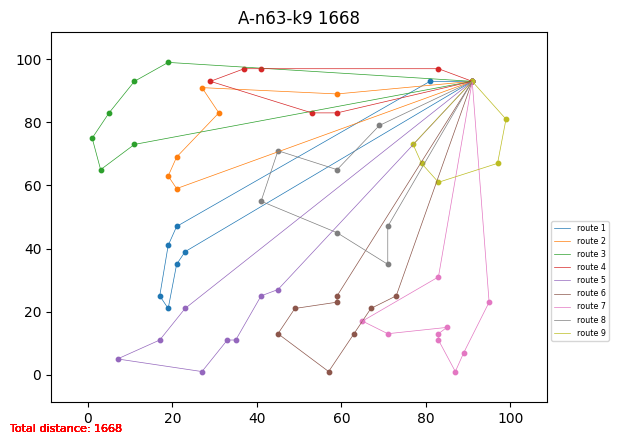 A-n63-k9 1668
100
80
60
40
20
0
0 20 40 60 80 100
route 1
route 2
route 3
route 4
route 5
route 6
route 7
route 8
route 9
Total distance: 1668